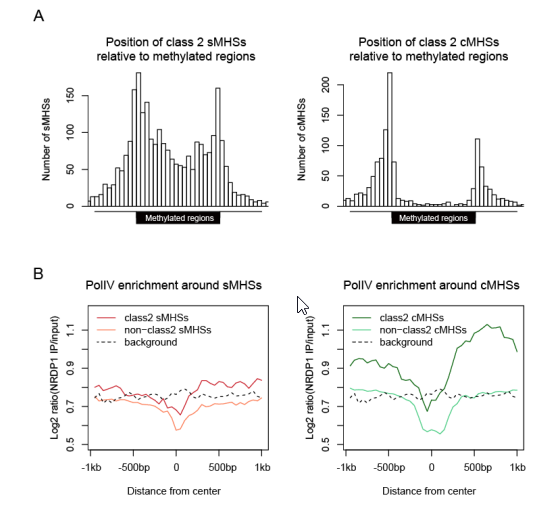 A
Position of class 2 sMHSs
relative to methylated regions
Number of sMHSs
0
50
100
150
Methylated regions
Position of class 2 cMHSs
relative to methylated regions
Number of cMHSs
0
50
100
150
200
Methylated regions
B
PolIV enrichment around sMHSs
Log2 ratio(NRDP1 IP/input)
0.5
0.7
0.9
1.1
class2 sMHSs
non−class2 sMHSs
background
-1kb
-500bp
0
500bp
1kb
Distance from center
PolIV enrichment around cMHSs
Log2 ratio(NRDP1 IP/input)
0.5
0.7
0.9
1.1
class2 cMHSs
non−class2 cMHSs
background
-1kb
-500bp
0
500bp
1kb
Distance from center